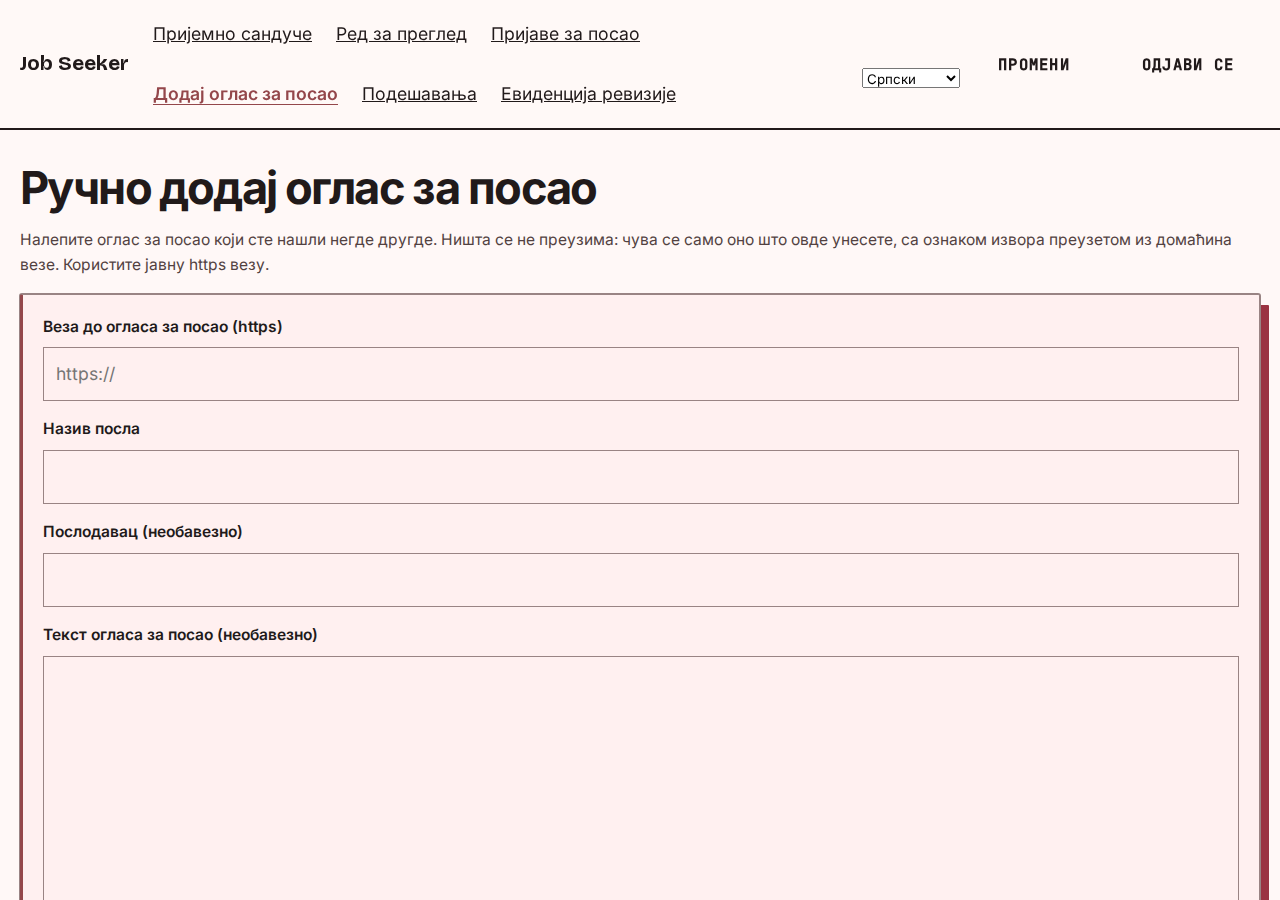 Job Seeker
Пријемно сандуче
Ред за преглед
Пријаве за посао
Додај оглас за посао
Подешавања
Евиденција ревизије
Српски
ПРОМЕНИ
ОДЈАВИ СЕ
Ручно додај оглас за посао
Налепите оглас за посао који сте нашли негде другде. Ништа се не преузима: чува се само оно што овде унесете, са ознаком извора преузетом из домаћина
везе. Користите јавну https везу.
Веза до огласа за посао (https)
https://
Назив посла
Послодавац (необавезно)
Текст огласа за посао (необавезно)